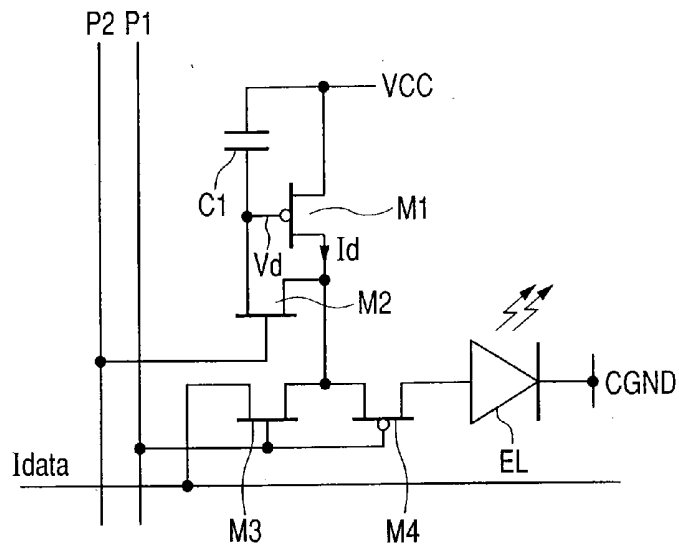 P2 P1
VCC
C1
M1
Vd
Id
M2
CGND
EL
Idata
M3
M4